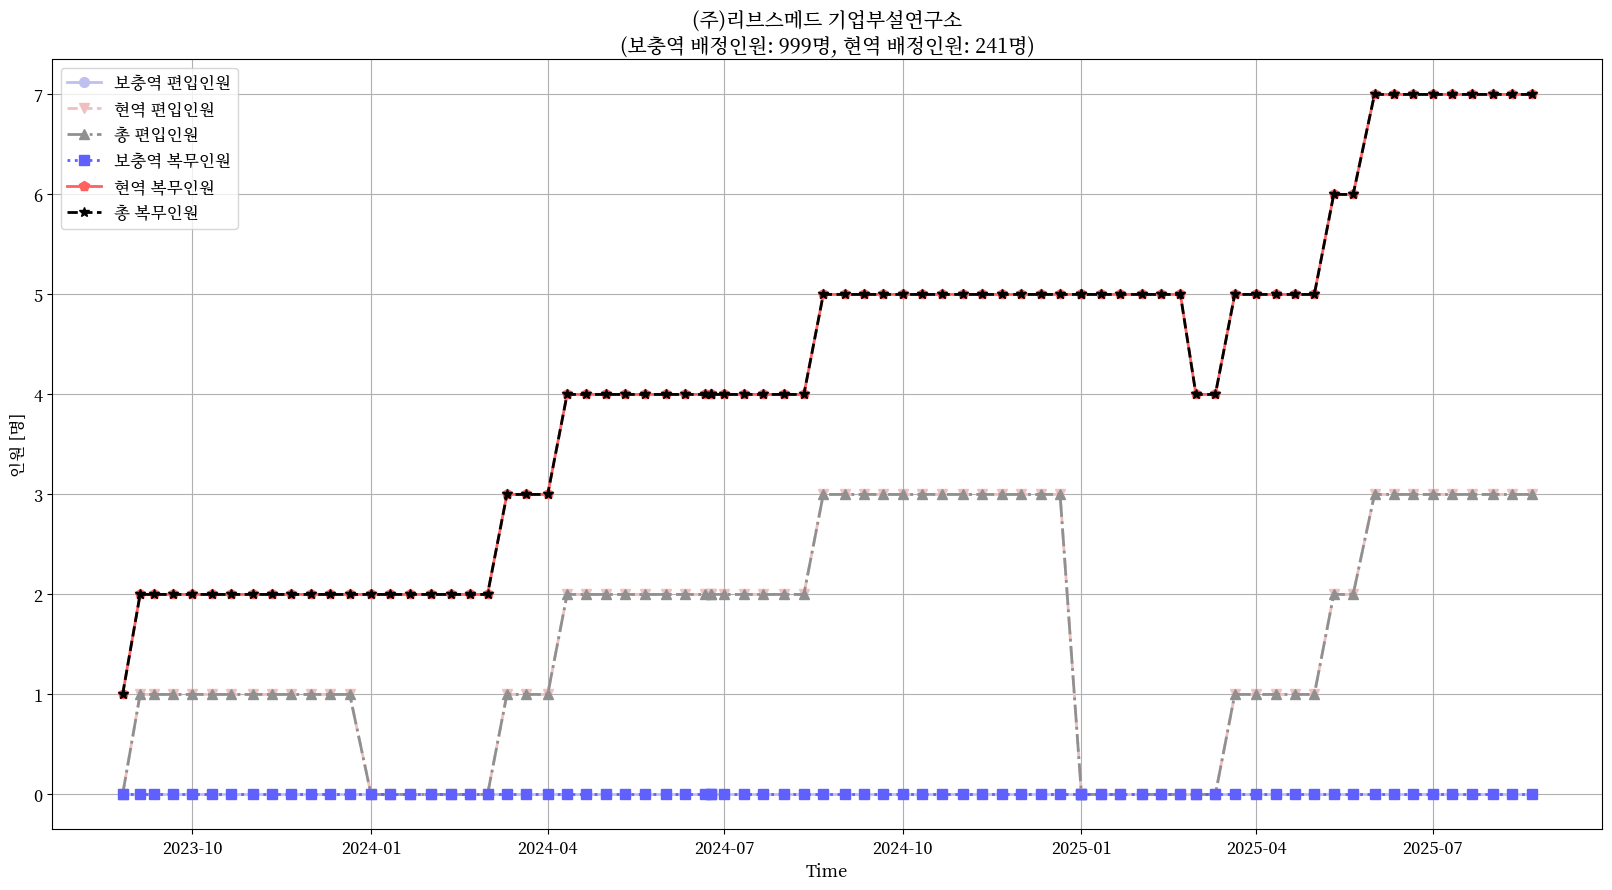 (주)리브스메드 기업부설연구소
(보충역 배정인원: 999명, 현역 배정인원: 241명)
보충역 편입인원
현역 편입인원
총 편입인원
보충역 복무인원
현역 복무인원
총 복무인원
인원 [명]
7
6
5
4
3
2
1
0
2023-10
2024-01
2024-04
2024-07
2024-10
2025-01
2025-04
2025-07
Time